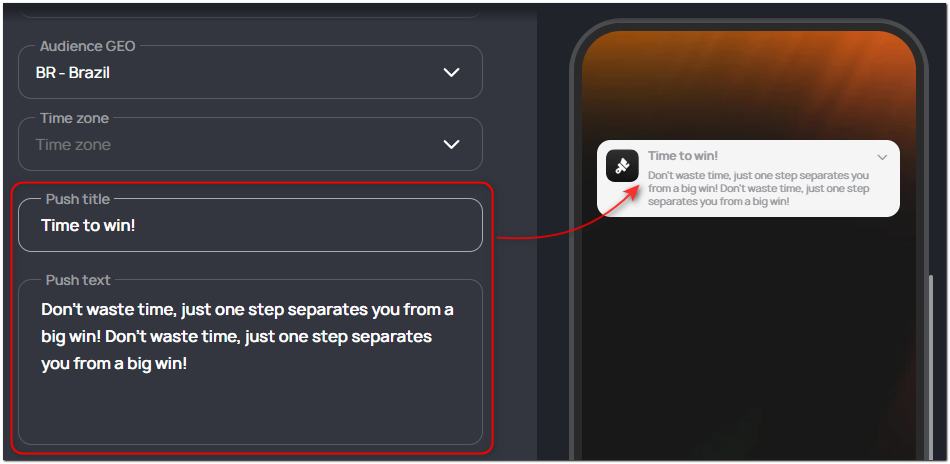 Audience GEO
BR - Brazil
Time zone
Time zone
Push title
Time to win!
Push text
Don't waste time, just one step separates you from a
big win! Don't waste time, just one step separates
you from a big win!
Time to win!
Don't waste time, just one step separates you
from a big win! Don't waste time, just one step
separates you from a big win!